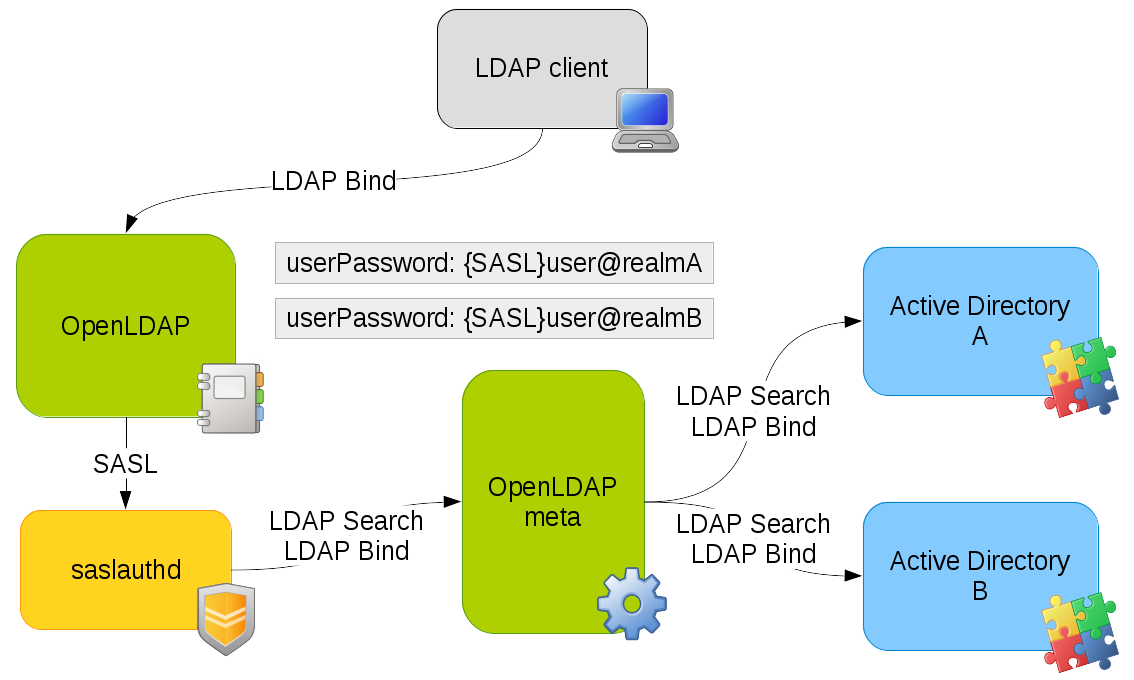 LDAP client
LDAP Bind
OpenLDAP
userPassword: {SASL}user@realmA
userPassword: {SASL}user@realmB
Active Directory
A
LDAP Search
LDAP Bind
SASL
OpenLDAP
meta
saslauthd
LDAP Search
LDAP Bind
LDAP Search
LDAP Bind
Active Directory
B